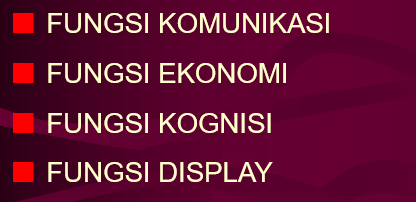 FUNGSI KOMUNIKASI
FUNGSI EKONOMI
FUNGSI KOGNISI
FUNGSI DISPLAY